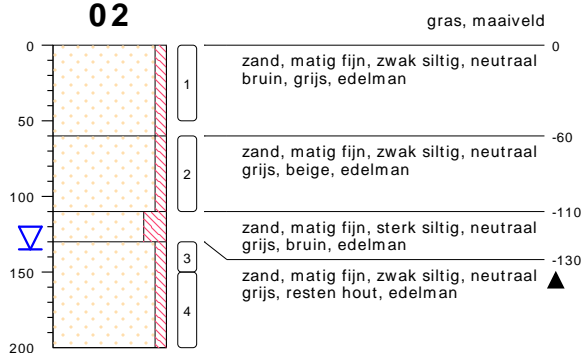 02
gras, maaiveld
0
0
zand, matig fijn, zwak siltig, neutraal
bruin, grijs, edelman
1
50
-60
zand, matig fijn, zwak siltig, neutraal
grijs, beige, edelman
2
100
-110
zand, matig fijn, sterk siltig, neutraal
grijs, bruin, edelman
3
-130
150
zand, matig fijn, zwak siltig, neutraal
grijs, resten hout, edelman
4
200